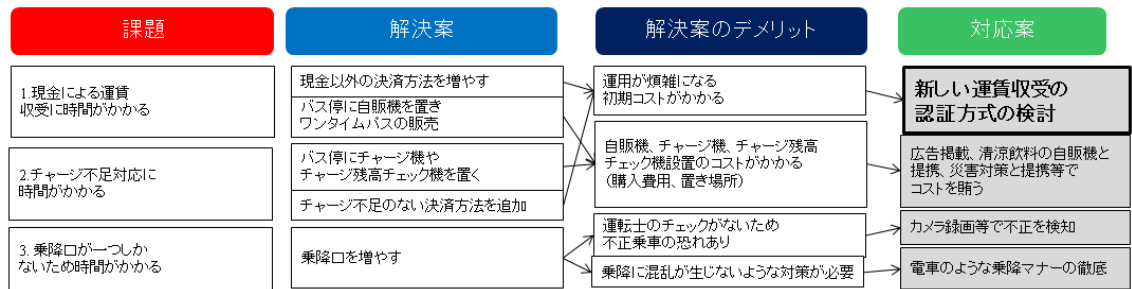 課題
解決案
解決案のデメリット
対応案
1.現金による運賃
収受に時間がかかる
2.チャージ不足対応に
時間がかかる
3. 乗降口が一つしか
ないため時間がかかる
現金以外の決済方法を増やす
バス停に自販機を置き
ワンタイムパスの販売
バス停にチャージ機や
チャージ残高チェック機を置く
チャージ不足のない決済方法を追加
乗降口を増やす
運用が煩雑になる
初期コストがかかる
自販機、チャージ機、チャージ残高
チェック機設置のコストがかかる
(購入費用、置き場所)
運転士のチェックがないため
不正乗車の恐れあり
乗降に混乱が生じないような対策が必要
新しい運賃収受の
認証方式の検討
広告掲載、清涼飲料の自販機と
提携、災害対策と提携等で
コストを賄う
カメラ録画等で不正を検知
電車のような乗降マナーの徹底